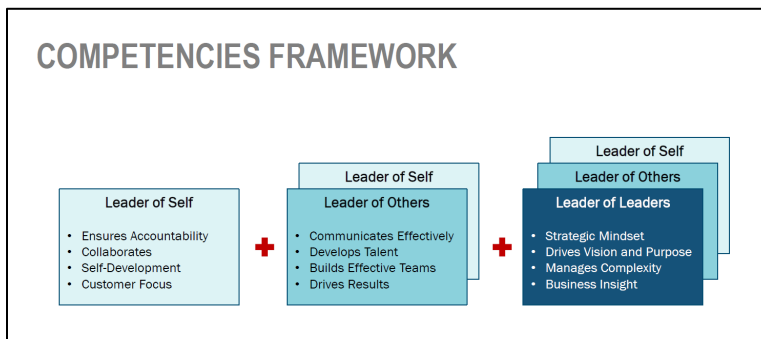 COMPETENCIES FRAMEWORK
Leader of Self
• Ensures Accountability
• Collaborates
• Self-Development
• Customer Focus
Leader of Self
Leader of Others
• Communicates Effectively
• Develops Talent
• Builds Effective Teams
• Drives Results
Leader of Self
Leader of Others
Leader of Leaders
• Strategic Mindset
• Drives Vision and Purpose
• Manages Complexity
• Business Insight